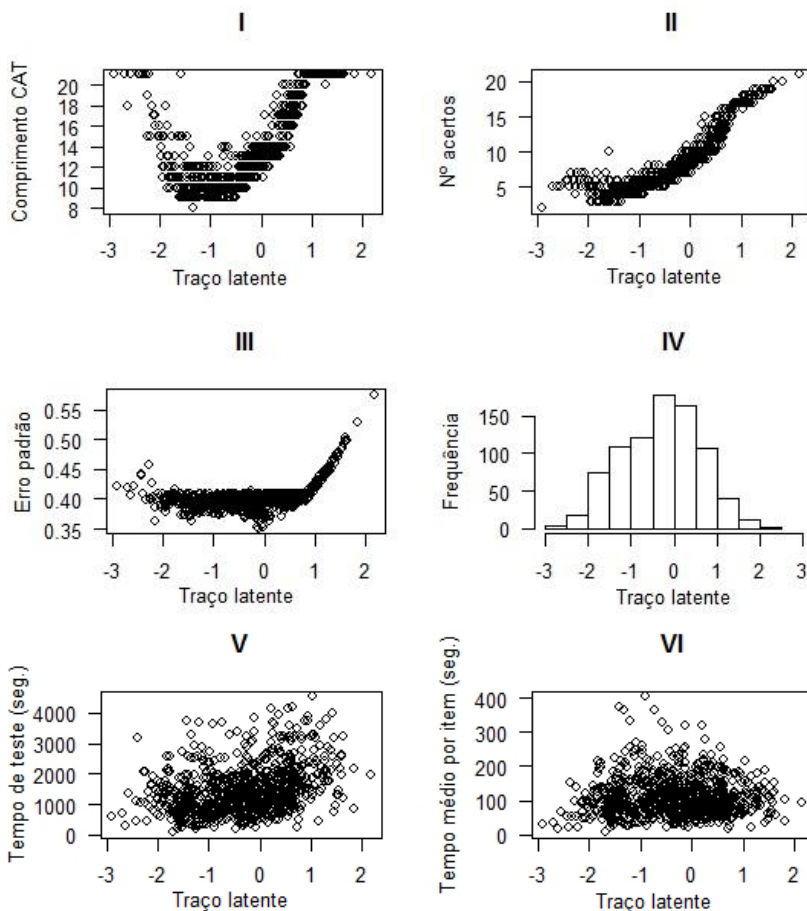 I
Comprimento CAT
20
18
16
14
12
10
8
-3 -2 -1 0 1 2
Traço latente
II
Nº acertos
20
15
10
5
-3 -2 -1 0 1 2
Traço latente
III
Erro padrão
0.55
0.50
0.45
0.40
0.35
-3 -2 -1 0 1 2
Traço latente
IV
Frequência
150
100
50
0
-3 -2 -1 0 1 2 3
Traço latente
V
Tempo de teste (seg.)
4000
3000
2000
1000
0
-3 -2 -1 0 1 2
Traço latente
VI
Tempo médio por item (seg.)
400
300
200
100
0
-3 -2 -1 0 1 2
Traço latente